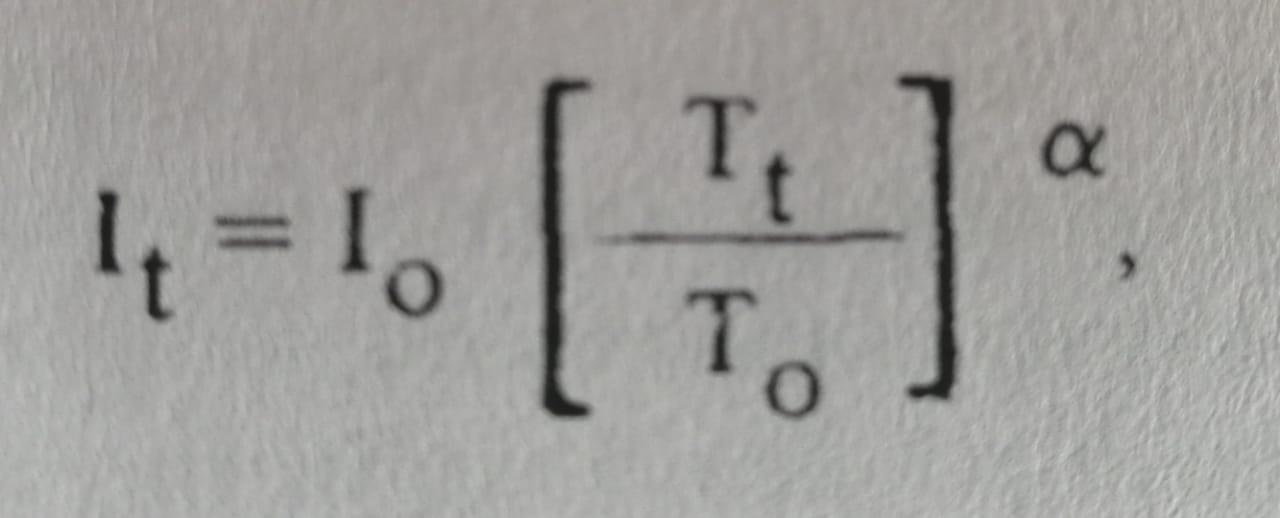 I_t = I_o [ T_t / T_o ]^α ,